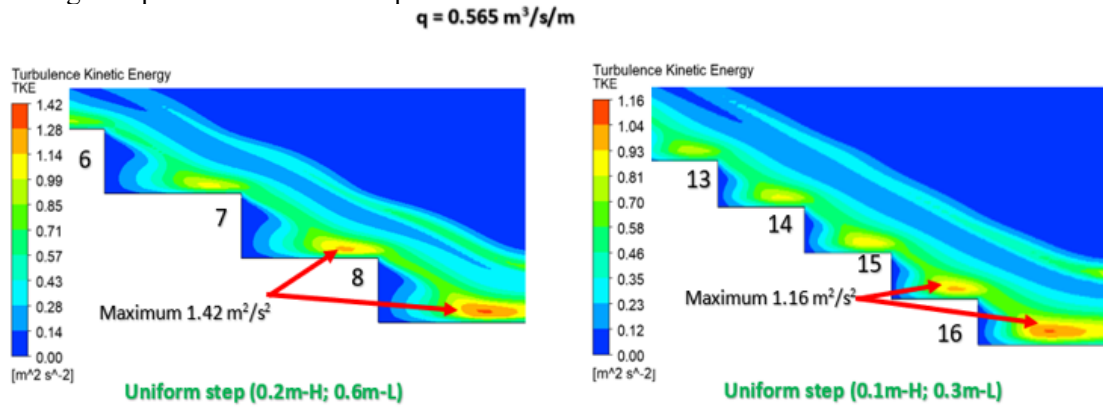 q = 0.565 m³/s/m
Turbulence Kinetic Energy
TKE
1.42
1.28
1.14
0.99
0.85
0.71
0.57
0.43
0.28
0.14
0.00
[m^2 s^-2]
6
7
8
Maximum 1.42 m²/s²
Uniform step (0.2m-H; 0.6m-L)
Turbulence Kinetic Energy
TKE
1.16
1.04
0.93
0.81
0.70
0.58
0.46
0.35
0.23
0.12
0.00
[m^2 s^-2]
13
14
15
16
Maximum 1.16 m²/s²
Uniform step (0.1m-H; 0.3m-L)